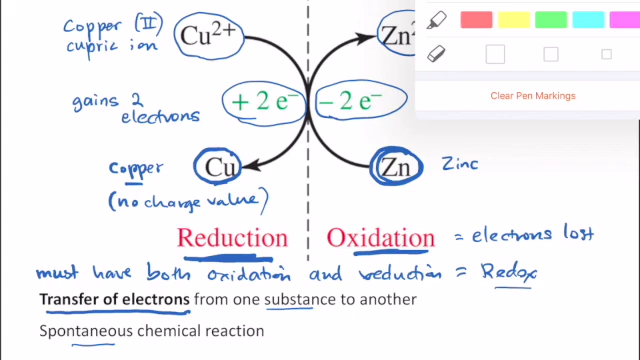 Copper (II)
cupric ion
Cu2+
gains 2
electrons
+ 2 e−
− 2 e−
Copper
Cu
Zn
Zinc
(no charge value)
Reduction
Oxidation = electrons lost
must have both oxidation and reduction = Redox
Transfer of electrons from one substance to another
Spontaneous chemical reaction
Clear Pen Markings